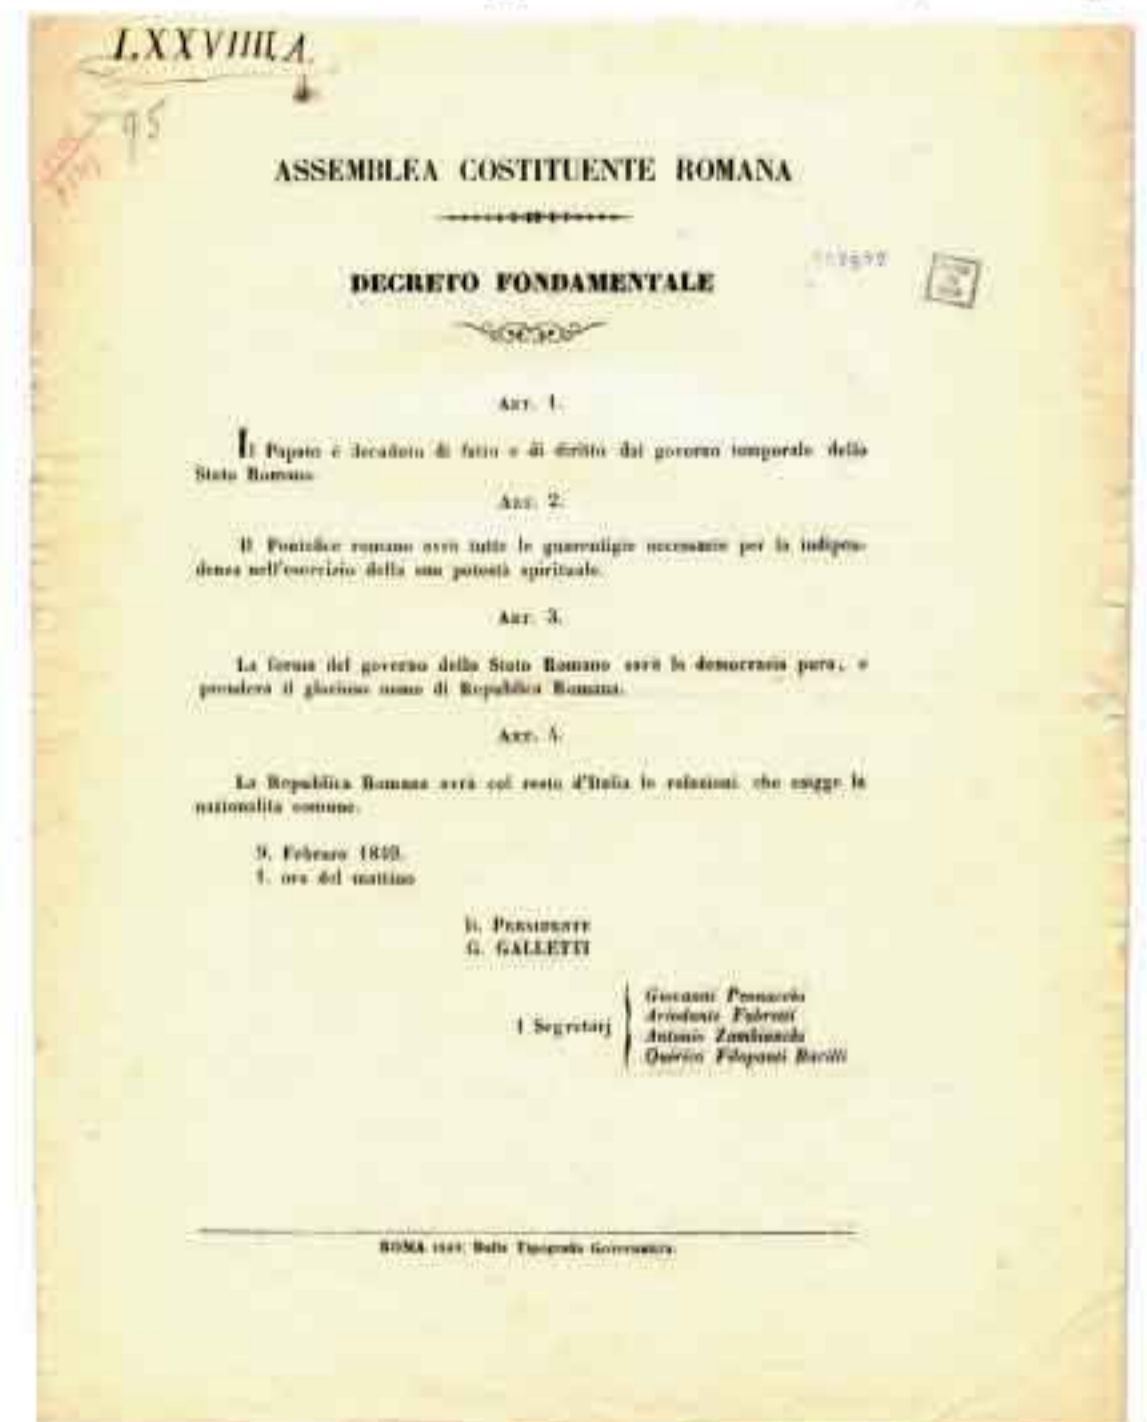 LXXVIIII.A.
95
ASSEMBLEA COSTITUENTE ROMANA
DECRETO FONDAMENTALE
ART. 1.
Il Papato è decaduto di fatto e di diritto dal governo temporale dello
Stato Romano.
ART. 2.
Il Pontefice romano avrà tutte le guarentigie necessarie per la indipen-
denza nell'esercizio della sua potestà spirituale.
ART. 3.
La forma del governo dello Stato Romano sarà la democrazia pura, e
prenderà il glorioso nome di Repubblica Romana.
ART. 4.
La Repubblica Romana avrà col resto d'Italia le relazioni che esigge la
nazionalità comune.
9. Febraro 1849.
1. ora del mattino
IL PRESIDENTE
G. GALLETTI
I Segretarj
Giovanni Pennacchi
Ariodante Fabretti
Antonio Zambianchi
Quirico Filopanti Barilli
ROMA 1849. Dalla Tipografia Governativa.